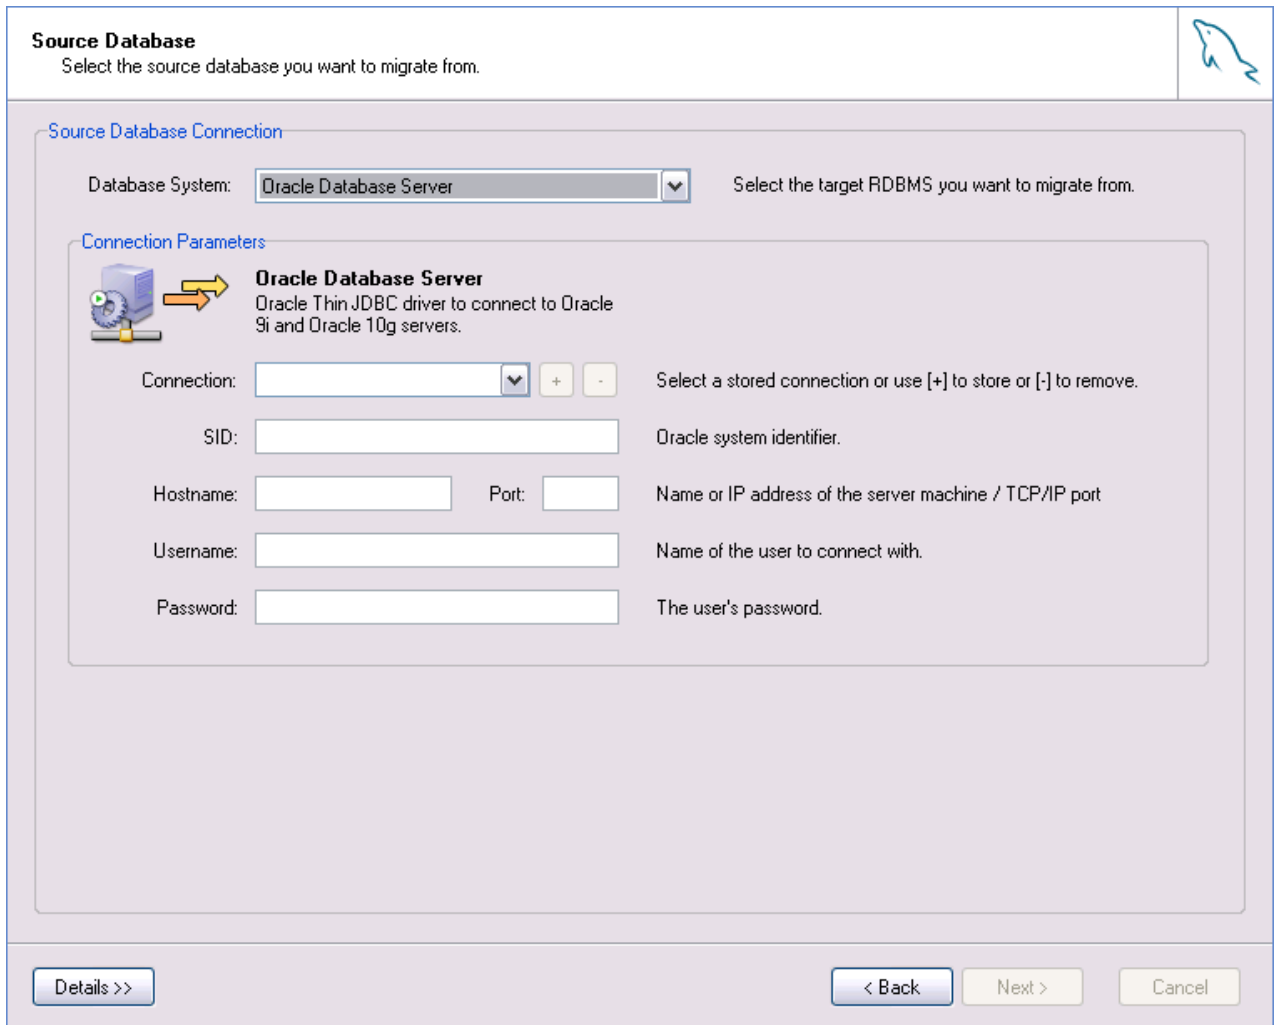 Source Database
Select the source database you want to migrate from.
Source Database Connection
Database System: Oracle Database Server Select the target RDBMS you want to migrate from.
Connection Parameters
Oracle Database Server
Oracle Thin JDBC driver to connect to Oracle
9i and Oracle 10g servers.
Connection: + - Select a stored connection or use [+] to store or [-] to remove.
SID: Oracle system identifier.
Hostname: Port: Name or IP address of the server machine / TCP/IP port
Username: Name of the user to connect with.
Password: The user's password.
Details >> < Back Next > Cancel